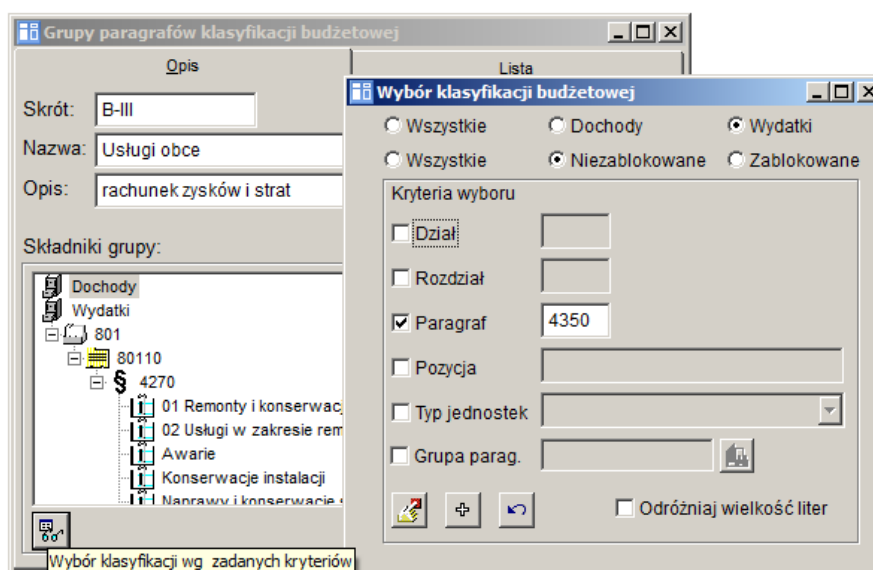 Grupy paragrafów klasyfikacji budżetowej
Opis
Lista
Skrót: B-III
Nazwa: Usługi obce
Opis: rachunek zysków i strat
Składniki grupy:
Dochody
Wydatki
801
80110
§ 4270
01 Remonty i konserwacj
02 Usługi w zakresie rem
Awarie
Konserwacje instalacji
Naprawy i konserwacje s
Wybór klasyfikacji wg zadanych kryteriów
Wybór klasyfikacji budżetowej
Wszystkie Dochody Wydatki
Wszystkie Niezablokowane Zablokowane
Kryteria wyboru
Dział
Rozdział
Paragraf 4350
Pozycja
Typ jednostek
Grupa parag.
Odróżniaj wielkość liter